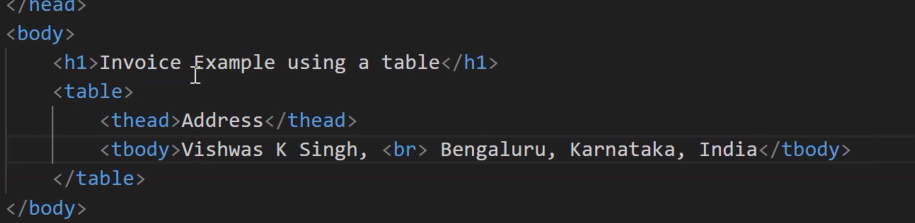 </head>
<body>
<h1>Invoice Example using a table</h1>
<table>
<thead>Address</thead>
<tbody>Vishwas K Singh, <br> Bengaluru, Karnataka, India</tbody>
</table>
</body>